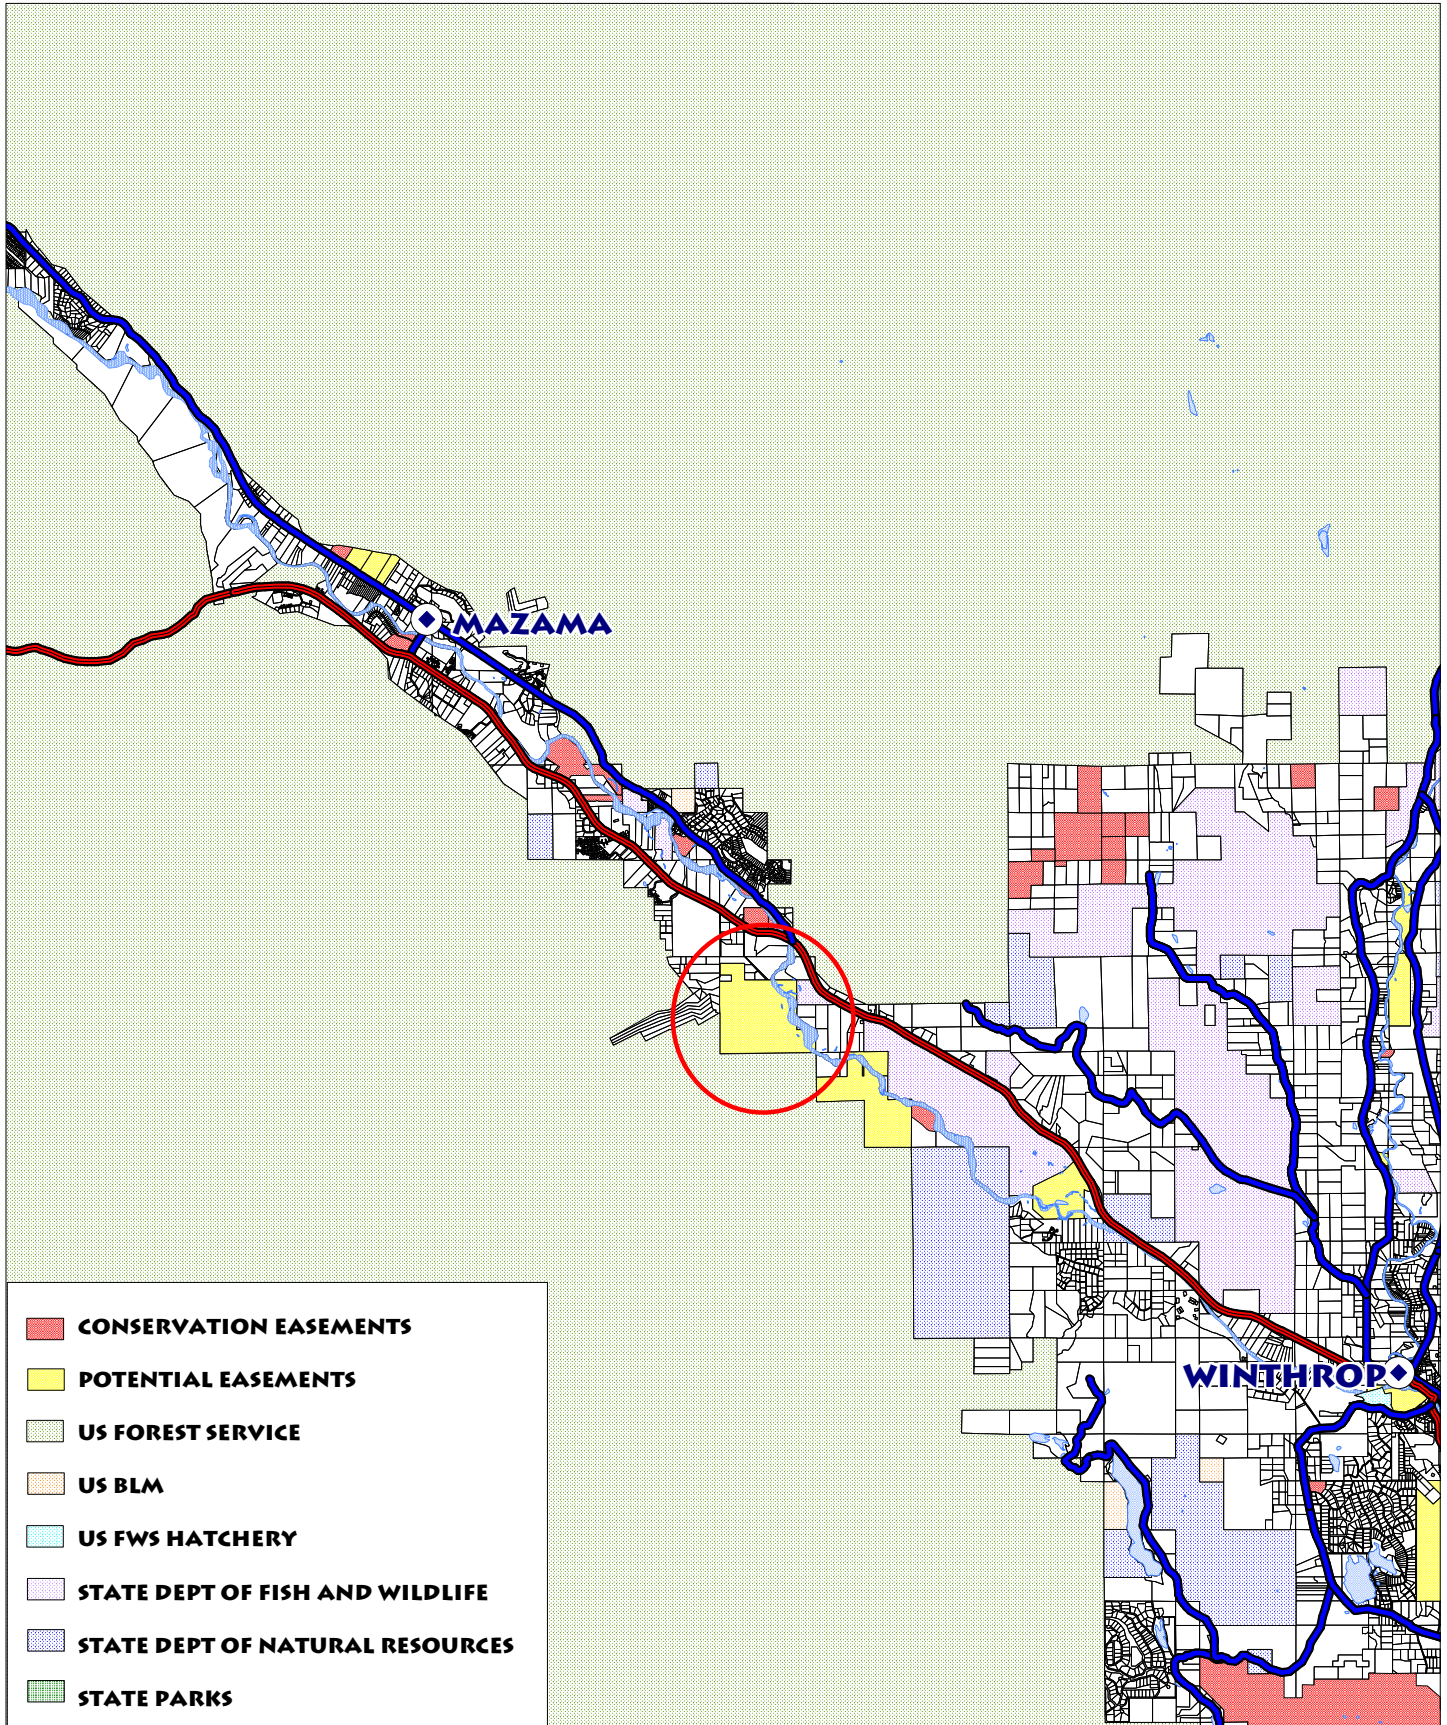 MAZAMA
WINTHROP
CONSERVATION EASEMENTS
POTENTIAL EASEMENTS
US FOREST SERVICE
US BLM
US FWS HATCHERY
STATE DEPT OF FISH AND WILDLIFE
STATE DEPT OF NATURAL RESOURCES
STATE PARKS